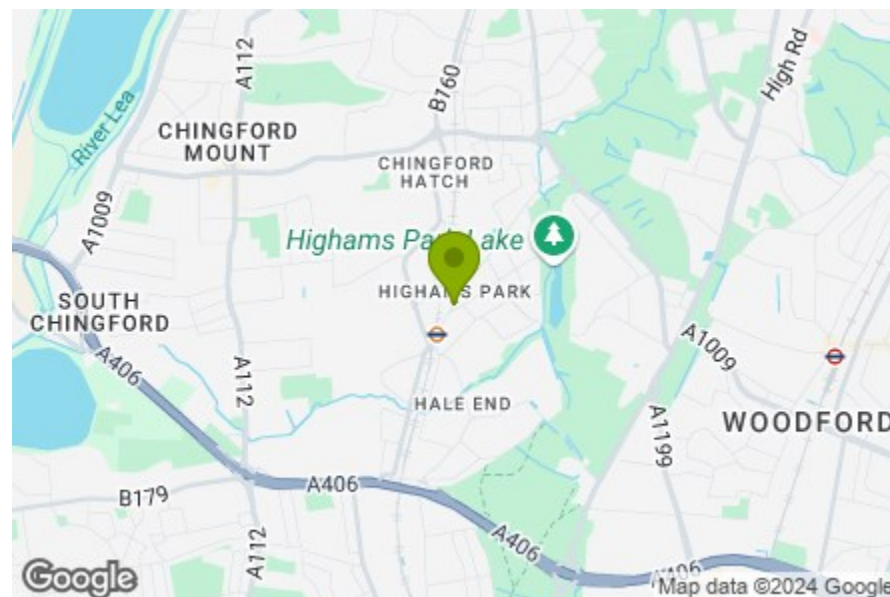 A112
B160
High Rd
River Lea
CHINGFORD
MOUNT
CHINGFORD
HATCH
A1009
Highams Park Lake
HIGHAMS PARK
SOUTH
CHINGFORD
A406
A112
A1009
HALE END
A1199
WOODFORD
A406
B179
A112
A406
A406
Google
Map data ©2024 Google